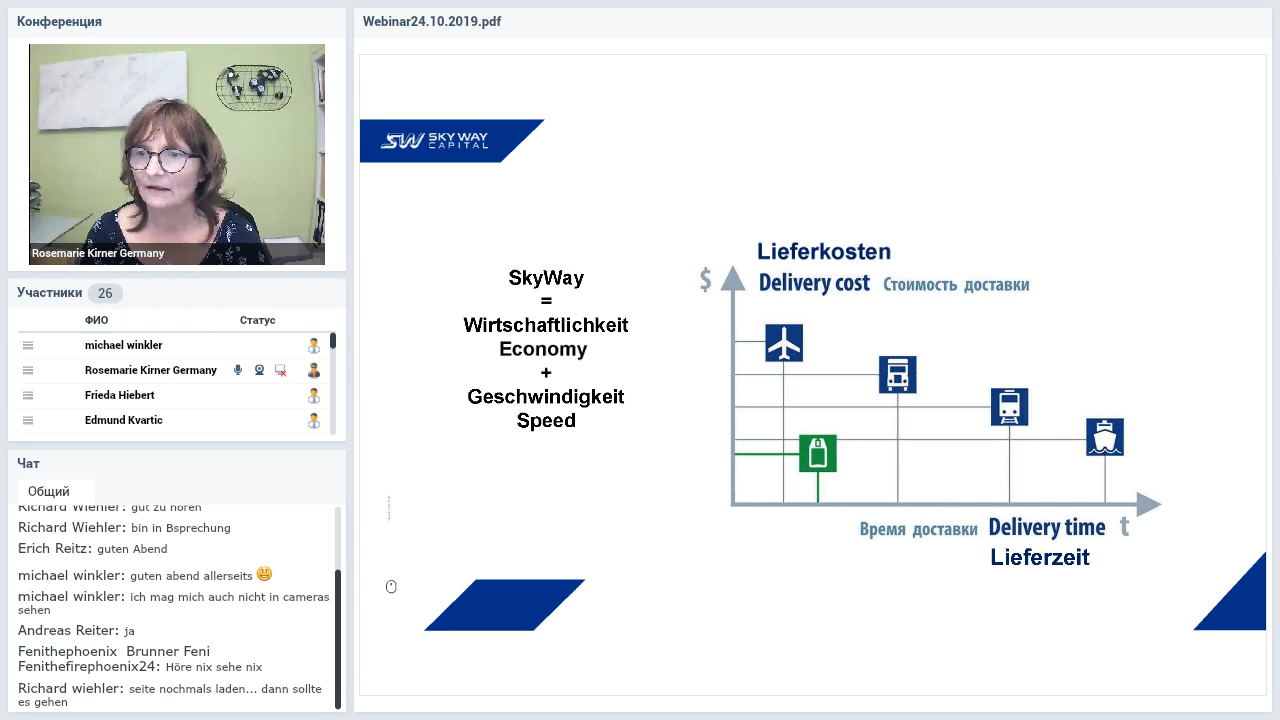 Конференция
Rosemarie Kirner Germany
Участники 26
ФИО Статус
michael winkler
Rosemarie Kirner Germany
Frieda Hiebert
Edmund Kvartic
Чат
Общий
Richard Wiehler: gut zu hören
Richard Wiehler: bin in Bsprechung
Erich Reitz: guten Abend
michael winkler: guten abend allerseits
michael winkler: ich mag mich auch nicht in cameras
sehen
Andreas Reiter: ja
Fenithephoenix Brunner Feni
Fenithefirephoenix24: Höre nix sehe nix
Richard wiehler: seite nochmals laden... dann sollte
es gehen
Webinar24.10.2019.pdf
SW SKY WAY
CAPITAL
SkyWay
=
Wirtschaftlichkeit
Economy
+
Geschwindigkeit
Speed
Lieferkosten
$ Delivery cost Стоимость доставки
Время доставки Delivery time t
Lieferzeit